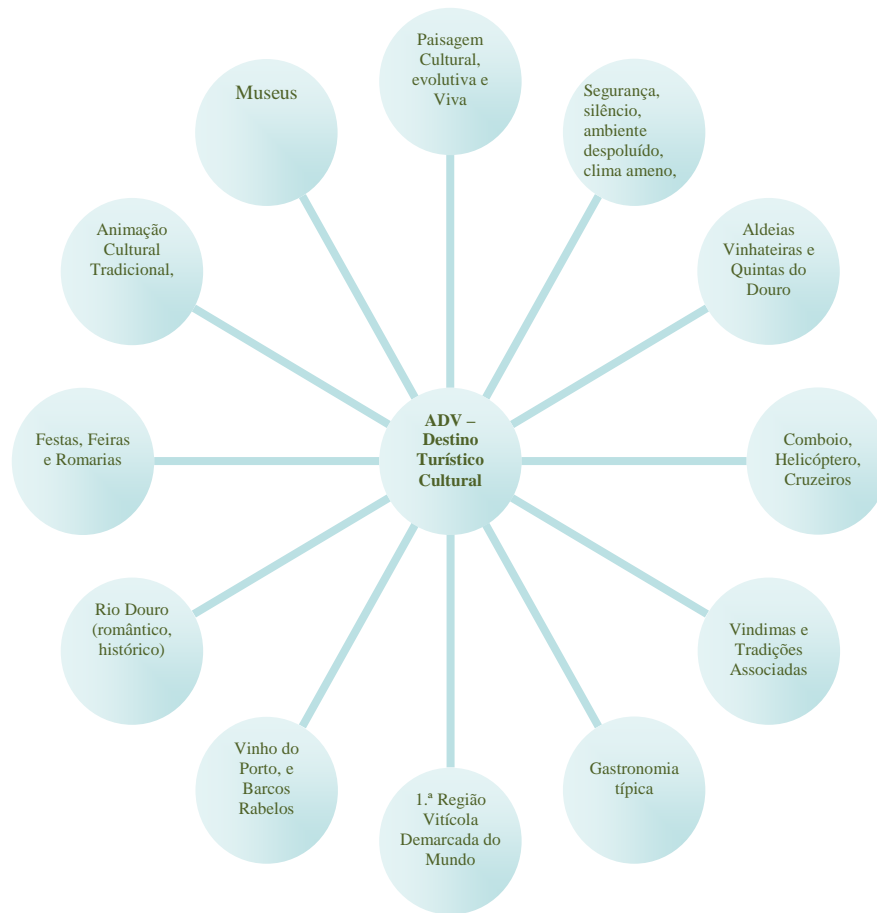 Paisagem
Cultural,
evolutiva e
Viva
Museus
Segurança,
silêncio,
ambiente
despoluído,
clima ameno,
Animação
Cultural
Tradicional,
Aldeias
Vinhateiras e
Quintas do
Douro
ADV –
Destino
Turístico
Cultural
Festas, Feiras
e Romarias
Comboio,
Helicóptero,
Cruzeiros
Rio Douro
(romântico,
histórico)
Vindimas e
Tradições
Associadas
Vinho do
Porto, e
Barcos
Rabelos
Gastronomia
típica
1.ª Região
Vitícola
Demarcada do
Mundo